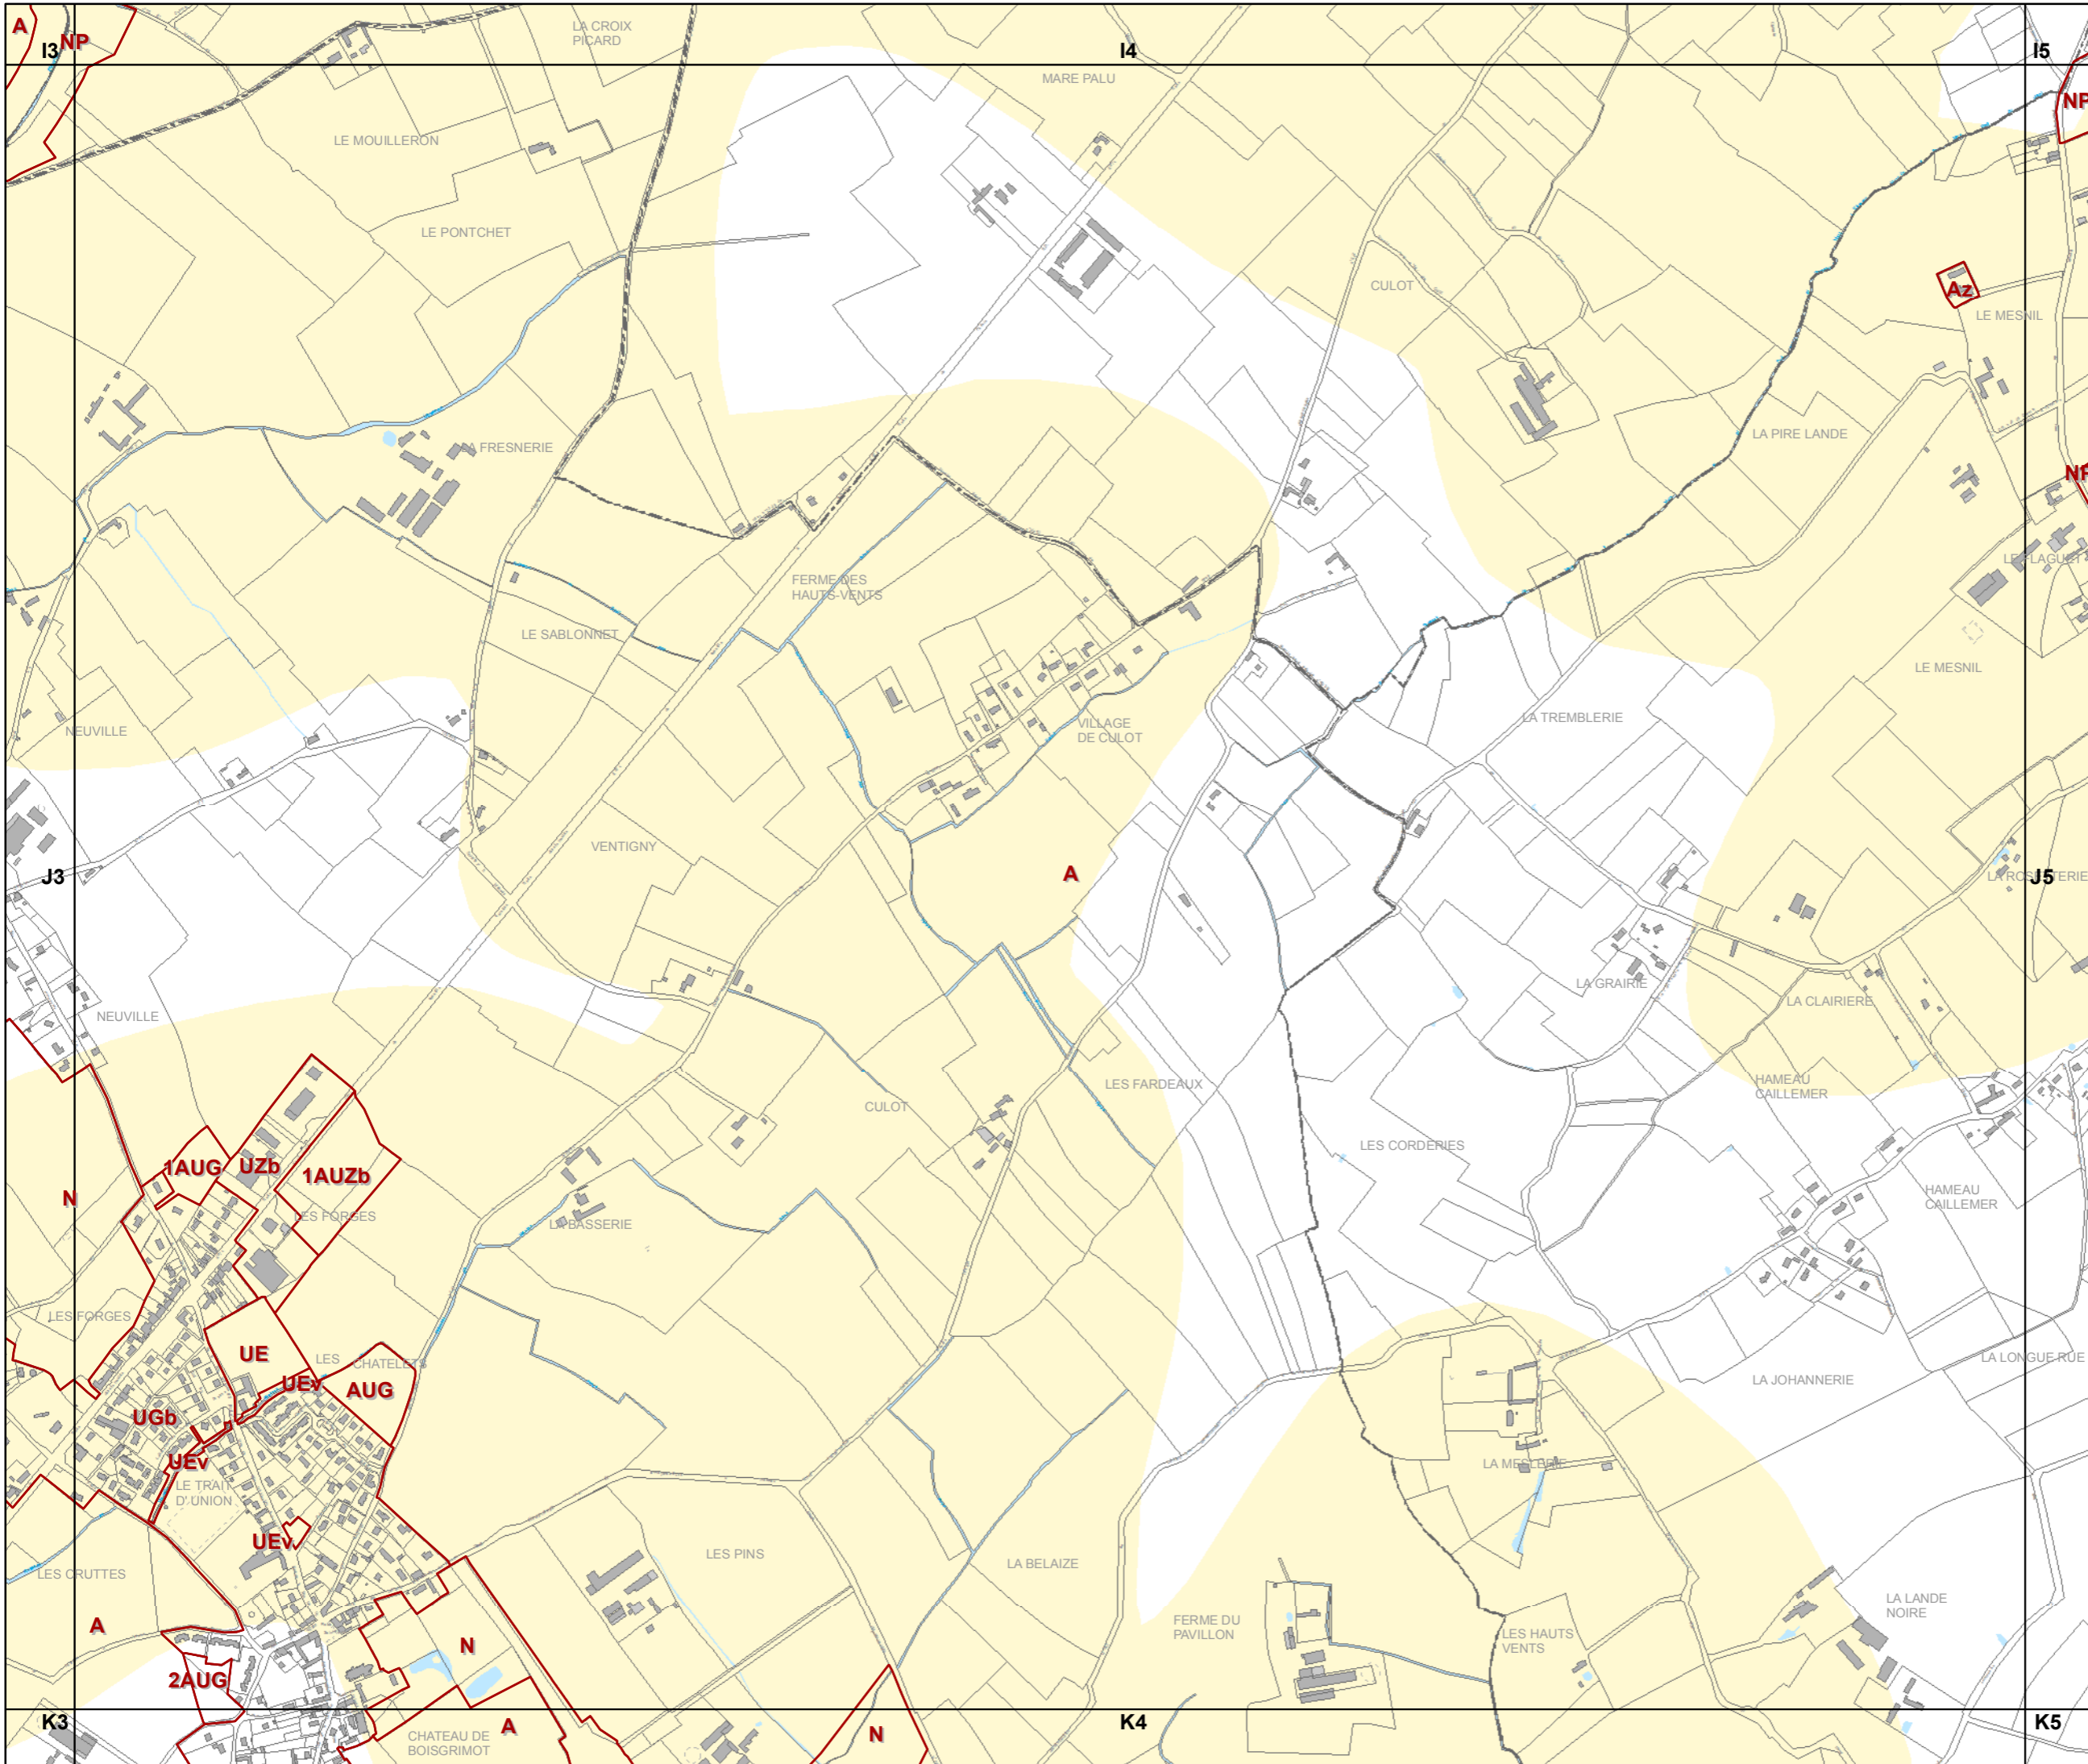 A
I3
NP
LA CROIX
PICARD
I4
I5
MARE PALU
NP
LE MOUILLERON
LE PONTCHET
CULOT
Az
LE MESNIL
LA FRESNERIE
LA PIRE LANDE
FERME DES
HAUTS-VENTS
LE SABLONNET
LE MESNIL
NEUVILLE
VILLAGE
DE CULOT
LA TREMBLERIE
VENTIGNY
J3
A
J5
LA GRAIRIE
LA CLAIRIERE
NEUVILLE
CULOT
LES FARDEAUX
HAMEAU
CAILLEMER
LES CORDERIES
1AUG
UZb
1AUZb
N
LES FORGES
LA BASSERIE
HAMEAU
CAILLEMER
LES FORGES
UE
LES CHATELETS
LA LONGUE RUE
UEv
AUG
LA JOHANNERIE
UGb
UEv
LA MESLERIE
LE TRAIT
D'UNION
UEv
LES PINS
LA BELAIZE
LES CRUTTES
LA LANDE
NOIRE
A
FERME DU
PAVILLON
LES HAUTS
VENTS
N
2AUG
K3
A
K4
K5
N
CHATEAU DE
BOISGRIMOT